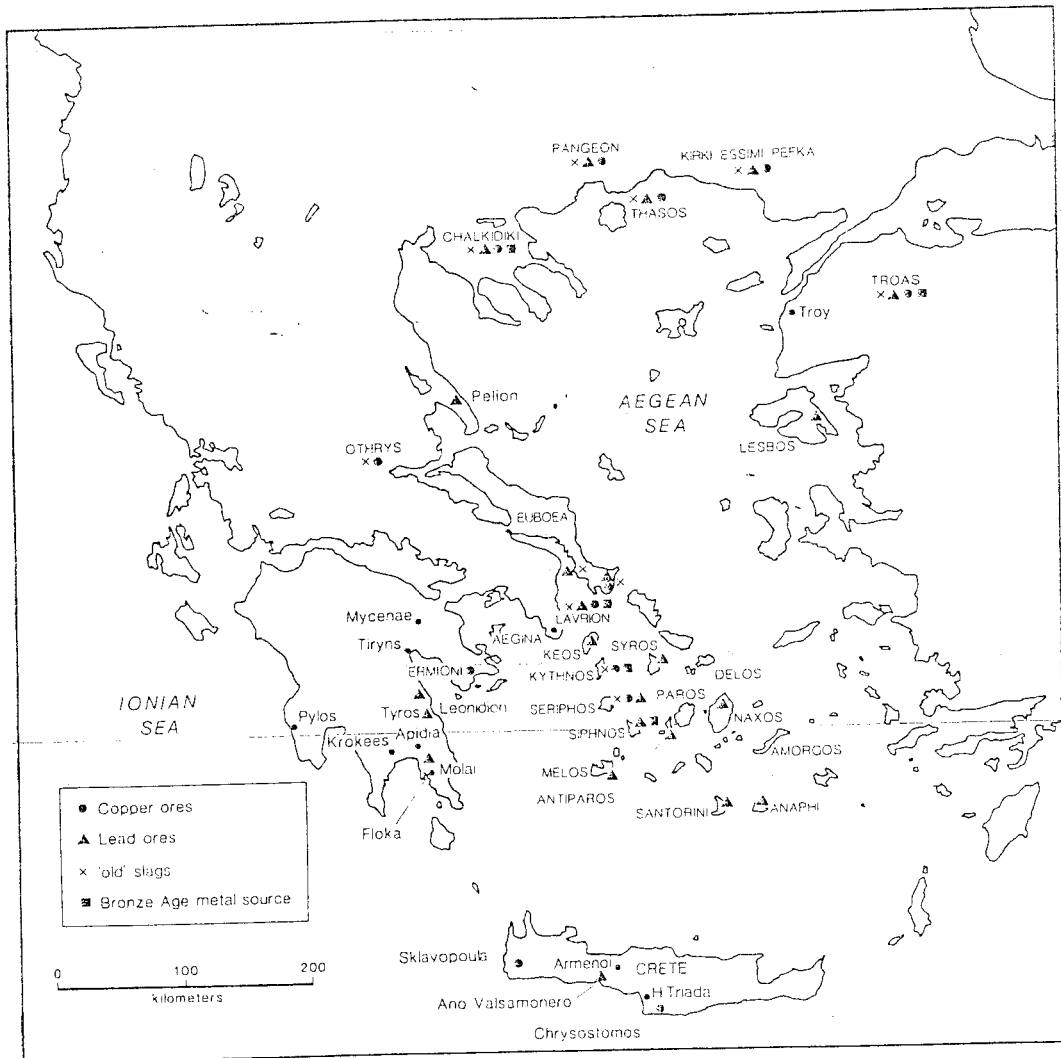 PANGEON
KIRKI ESSIMI PEFKA
THASOS
CHALKIDIKI
TROAS
Troy
Pelion
AEGEAN
SEA
LESBOS
OTHRYS
EUBOEA
LAVRION
Mycenae
AEGINA
Tiryns
KEOS
SYROS
ERMIONI
KYTHNOS
DELOS
IONIAN
SEA
Leonidion
SERIPHOS
PAROS
Tyros
NAXOS
Pylos
Apidia
SIPHNOS
Krokees
AMORGOS
Molai
MELOS
ANTIPAROS
SANTORINI
ANAPHI
Floka
Copper ores
Lead ores
'old' slags
Bronze Age metal source
0 100 200
kilometers
Sklavopoula
Armenoi
CRETE
Ano Valsamonero
H Triada
Chrysostomos